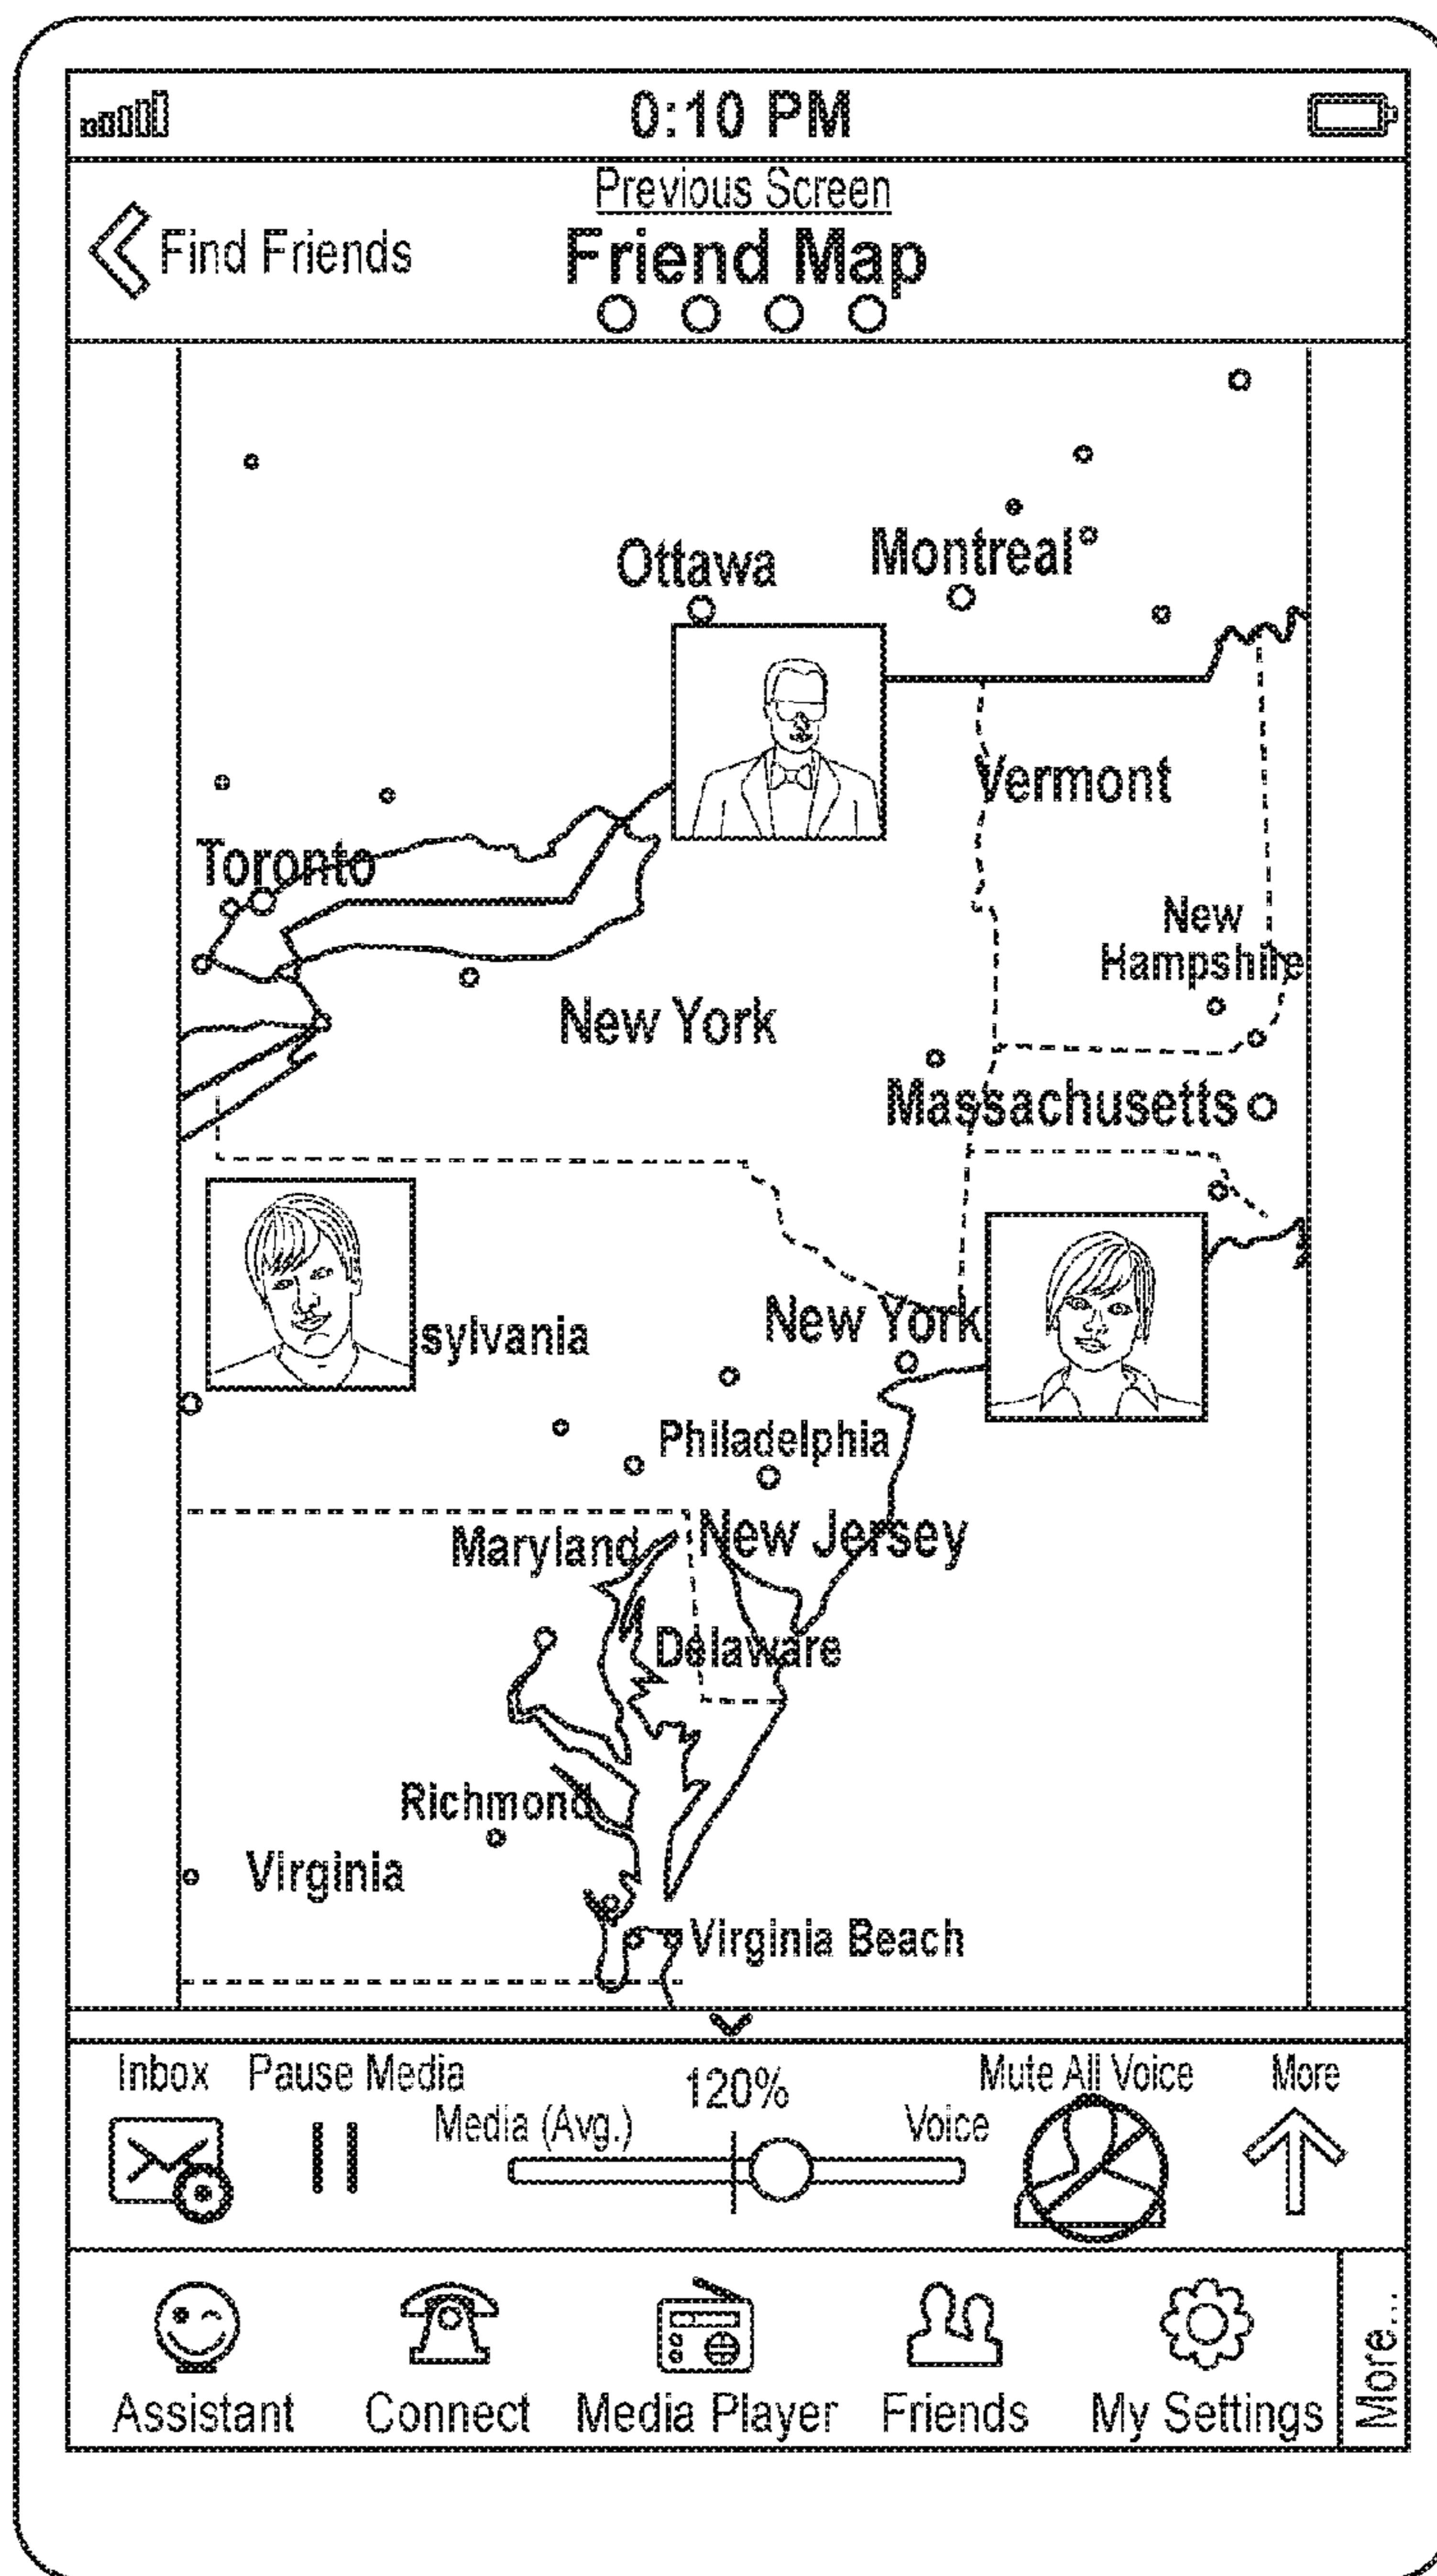 0:10 PM
Previous Screen
Find Friends
Friend Map
Ottawa
Montreal
Vermont
Toronto
New
Hampshire
New York
Massachusetts
sylvania
New York
Philadelphia
New Jersey
Maryland
Delaware
Richmond
Virginia
Virginia Beach
Inbox
Pause Media
120%
Mute All Voice
More
Media (Avg.)
Voice
Assistant
Connect
Media Player
Friends
My Settings
More...